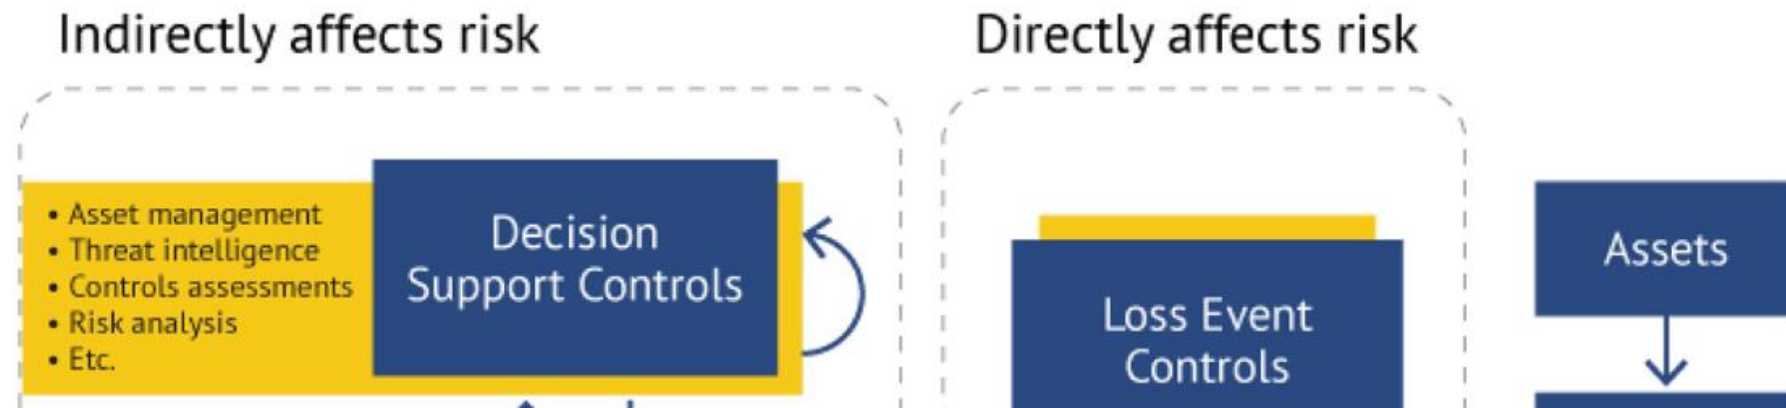 Indirectly affects risk
Directly affects risk
• Asset management
• Threat intelligence
• Controls assessments
• Risk analysis
• Etc.
Decision
Support Controls
Loss Event
Controls
Assets